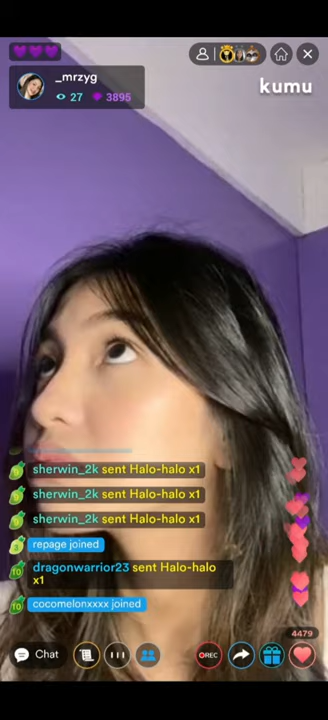 _mrzyg
27 3895
kumu
sherwin_2k sent Halo-halo x1
sherwin_2k sent Halo-halo x1
sherwin_2k sent Halo-halo x1
repage joined
dragonwarrior23 sent Halo-halo
x1
cocomelonxxxx joined
4479
Chat
REC